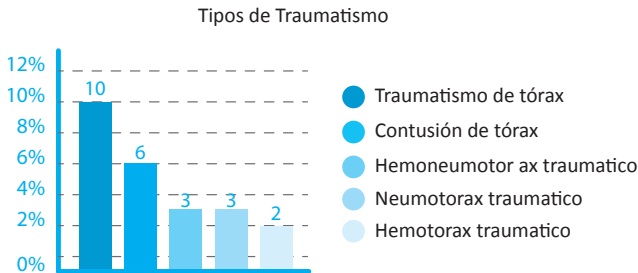 Tipos de Traumatismo
12%
10%
8%
6%
4%
2%
0%
10
6
3
3
2
Traumatismo de tórax
Contusión de tórax
Hemoneumotor ax traumatico
Neumotorax traumatico
Hemotorax traumatico